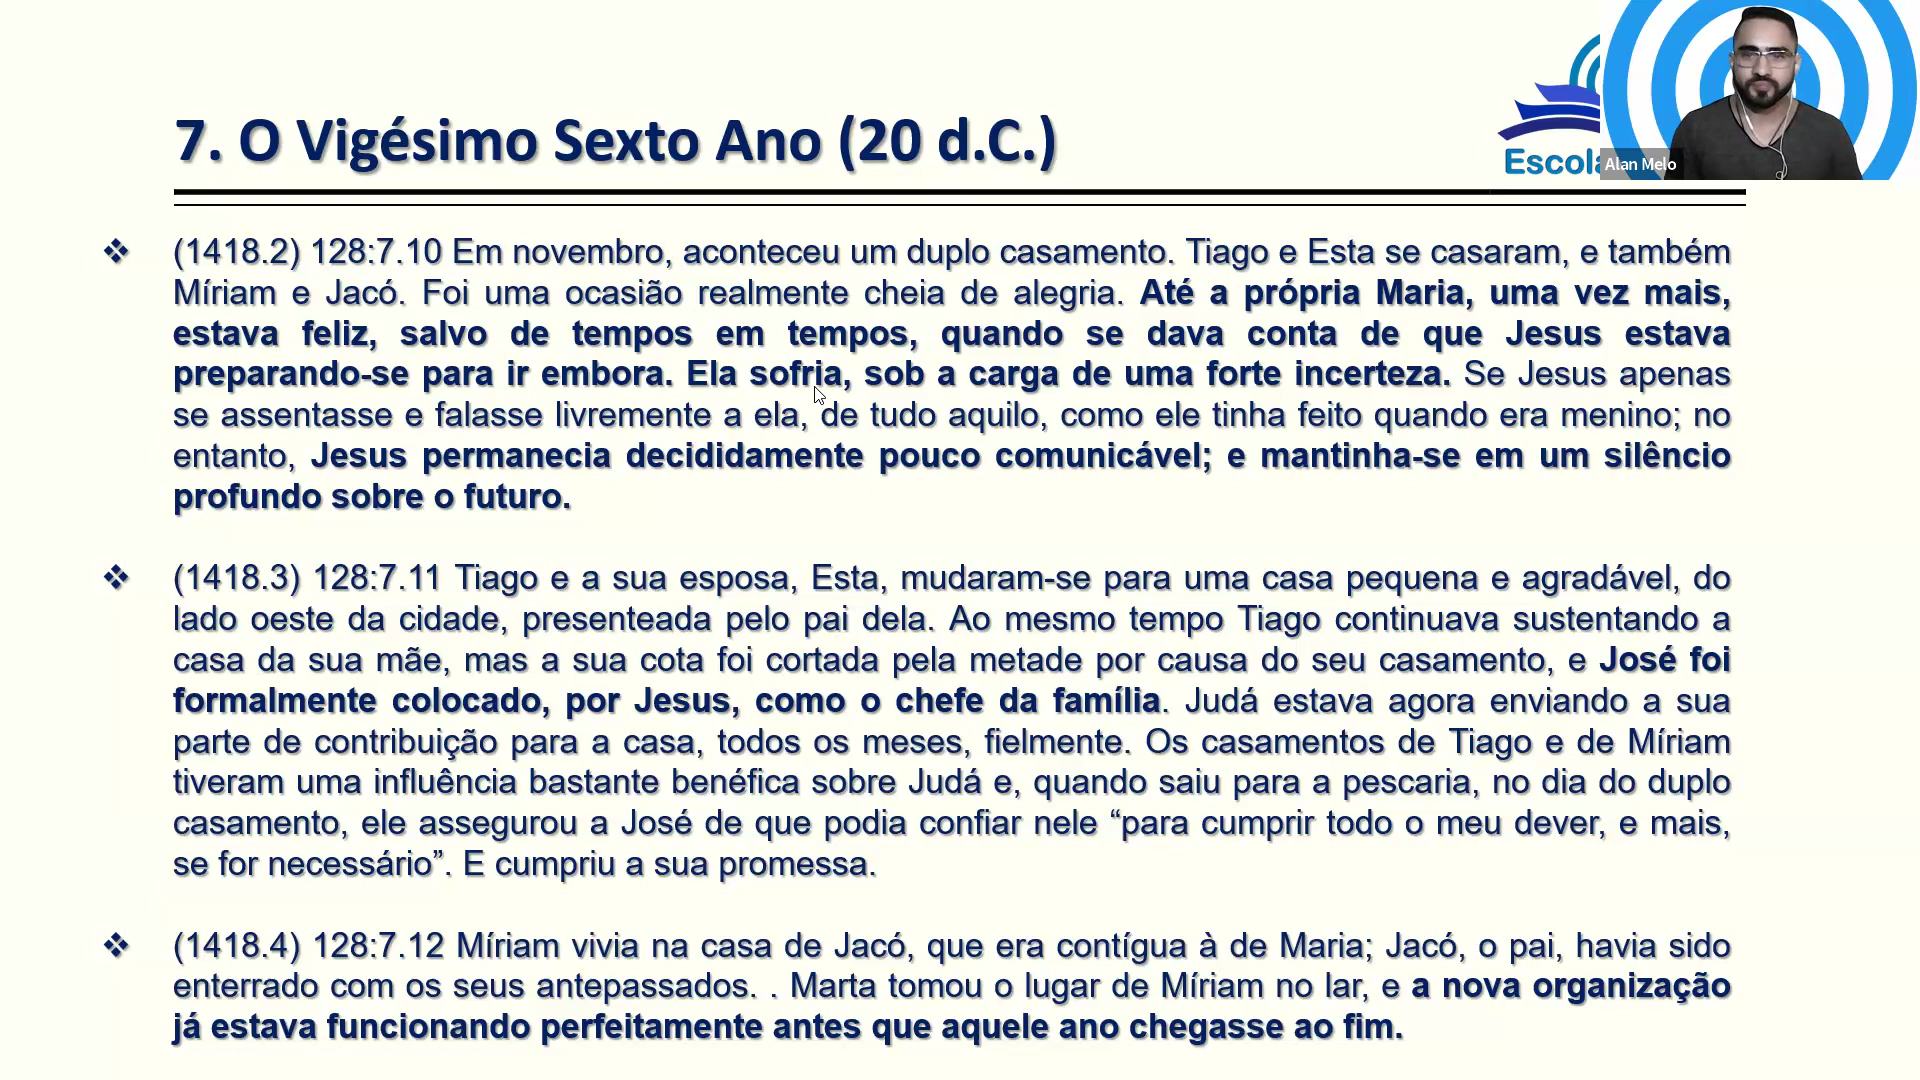 7. O Vigésimo Sexto Ano (20 d.C.)
Escola
Alan Melo
(1418.2) 128:7.10 Em novembro, aconteceu um duplo casamento. Tiago e Esta se casaram, e também
Míriam e Jacó. Foi uma ocasião realmente cheia de alegria. Até a própria Maria, uma vez mais,
estava feliz, salvo de tempos em tempos, quando se dava conta de que Jesus estava
preparando-se para ir embora. Ela sofria, sob a carga de uma forte incerteza. Se Jesus apenas
se assentasse e falasse livremente a ela, de tudo aquilo, como ele tinha feito quando era menino; no
entanto, Jesus permanecia decididamente pouco comunicável; e mantinha-se em um silêncio
profundo sobre o futuro.
(1418.3) 128:7.11 Tiago e a sua esposa, Esta, mudaram-se para uma casa pequena e agradável, do
lado oeste da cidade, presenteada pelo pai dela. Ao mesmo tempo Tiago continuava sustentando a
casa da sua mãe, mas a sua cota foi cortada pela metade por causa do seu casamento, e José foi
formalmente colocado, por Jesus, como o chefe da família. Judá estava agora enviando a sua
parte de contribuição para a casa, todos os meses, fielmente. Os casamentos de Tiago e de Míriam
tiveram uma influência bastante benéfica sobre Judá e, quando saiu para a pescaria, no dia do duplo
casamento, ele assegurou a José de que podia confiar nele “para cumprir todo o meu dever, e mais,
se for necessário”. E cumpriu a sua promessa.
(1418.4) 128:7.12 Míriam vivia na casa de Jacó, que era contígua à de Maria; Jacó, o pai, havia sido
enterrado com os seus antepassados. . Marta tomou o lugar de Míriam no lar, e a nova organização
já estava funcionando perfeitamente antes que aquele ano chegasse ao fim.